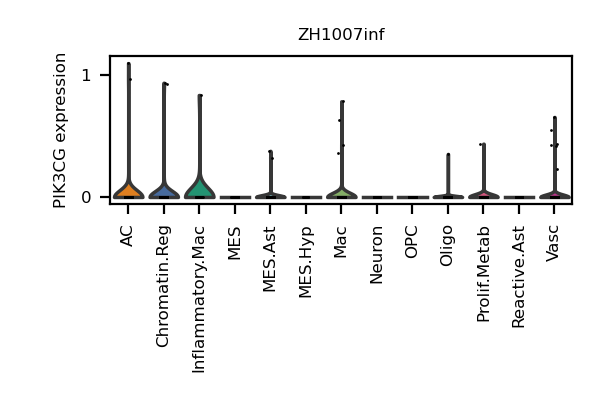 ZH1007inf
PIK3CG expression
1
0
AC
Chromatin.Reg
Inflammatory.Mac
MES
MES.Ast
MES.Hyp
Mac
Neuron
OPC
Oligo
Prolif.Metab
Reactive.Ast
Vasc